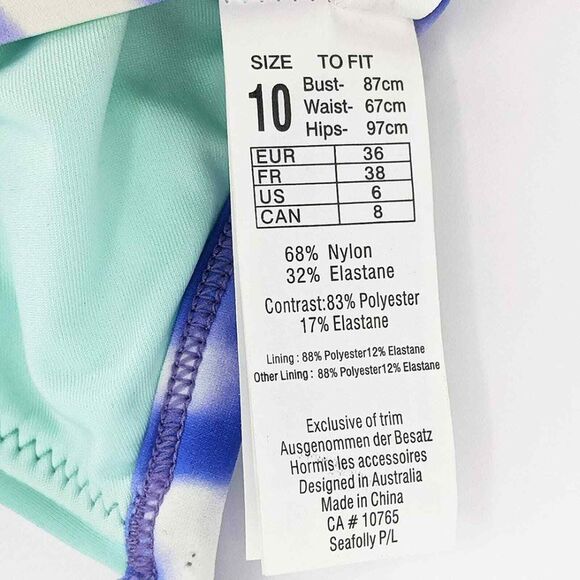 SIZE TO FIT
10 Bust- 87cm
Waist- 67cm
Hips- 97cm
EUR 36
FR 38
US 6
CAN 8
68% Nylon
32% Elastane
Contrast:83% Polyester
17% Elastane
Lining : 88% Polyester12% Elastane
Other Lining : 88% Polyester12% Elastane
Exclusive of trim
Ausgenommen der Besatz
Hormis les accessoires
Designed in Australia
Made in China
CA # 10765
Seafolly P/L